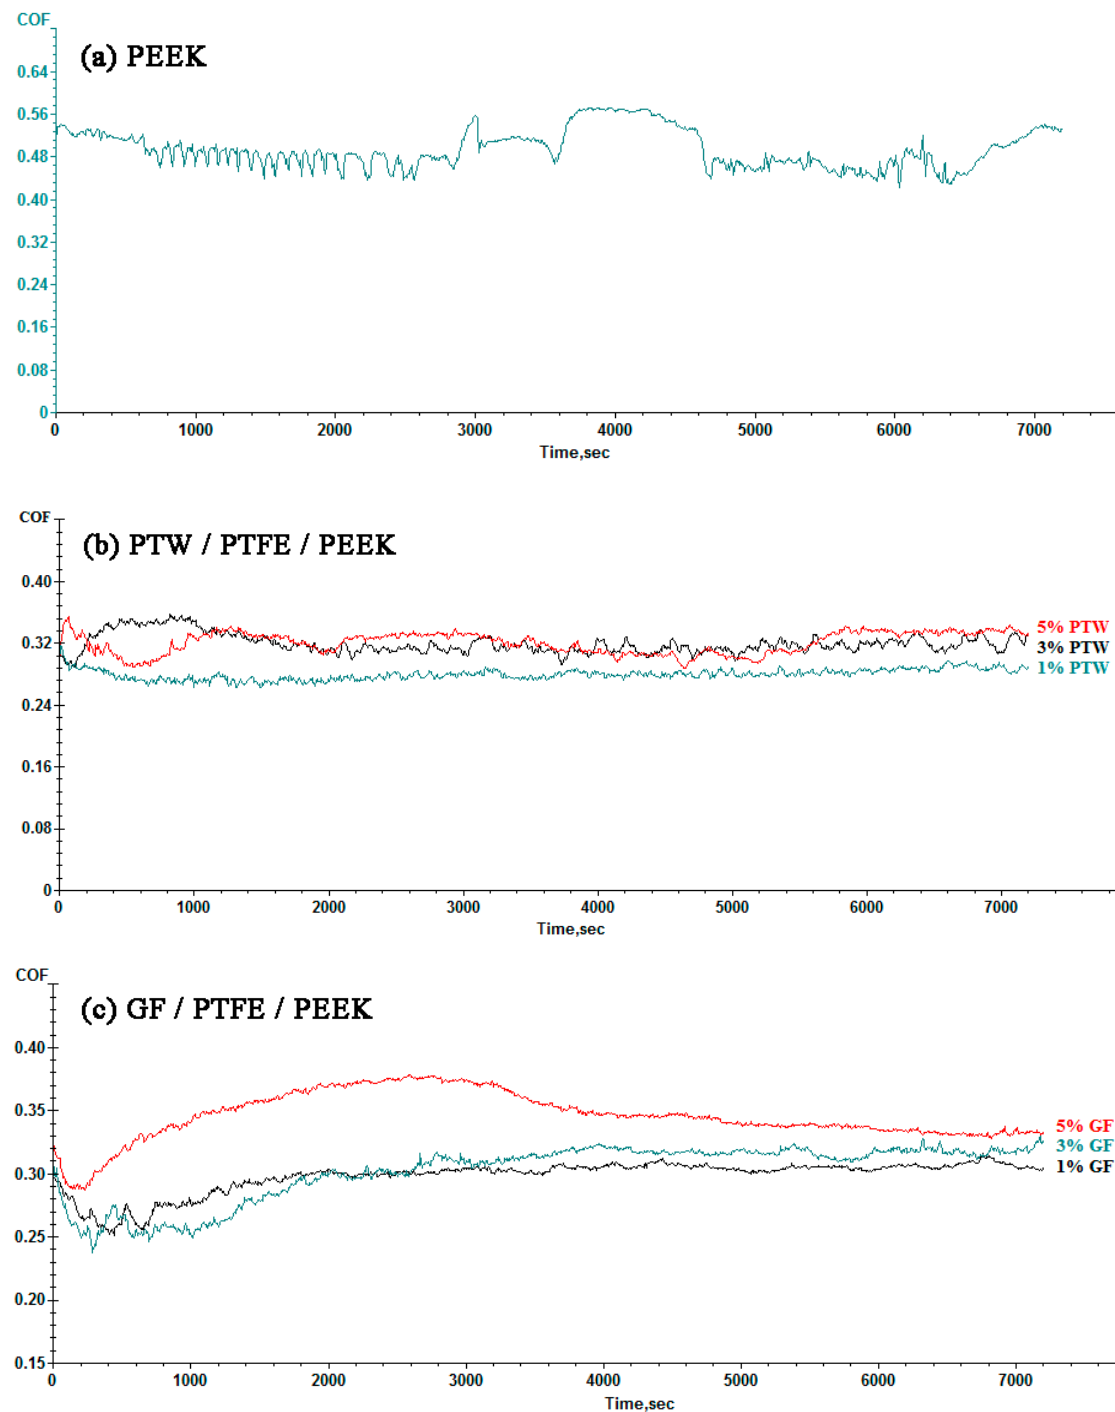 COF
(a) PEEK
0.64
0.56
0.48
0.40
0.32
0.24
0.16
0.08
0
0 1000 2000 3000 4000 5000 6000 7000
Time,sec
COF
(b) PTW / PTFE / PEEK
0.40
0.32
0.24
0.16
0.08
0
5% PTW
3% PTW
1% PTW
0 1000 2000 3000 4000 5000 6000 7000
Time,sec
COF
(c) GF / PTFE / PEEK
0.40
0.35
0.30
0.25
0.20
0.15
5% GF
3% GF
1% GF
0 1000 2000 3000 4000 5000 6000 7000
Time,sec